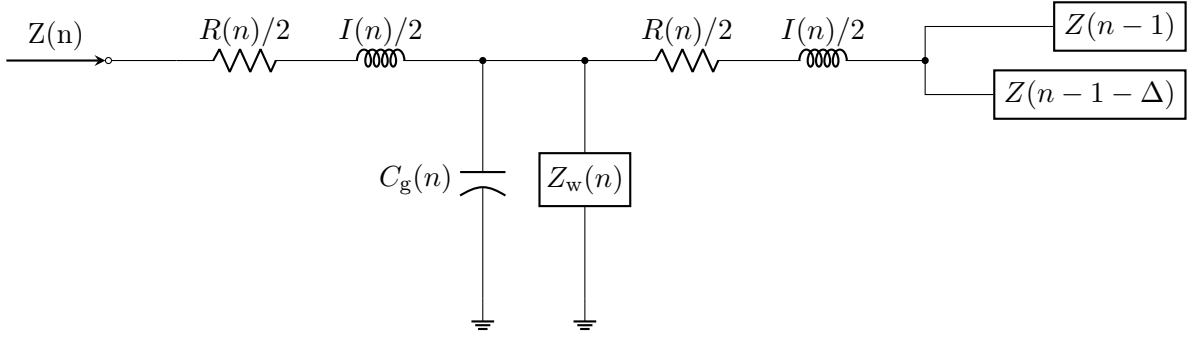 Z(n)
R(n)/2
I(n)/2
R(n)/2
I(n)/2
Z(n − 1)
Z(n − 1 − Δ)
C_g(n)
Z_w(n)